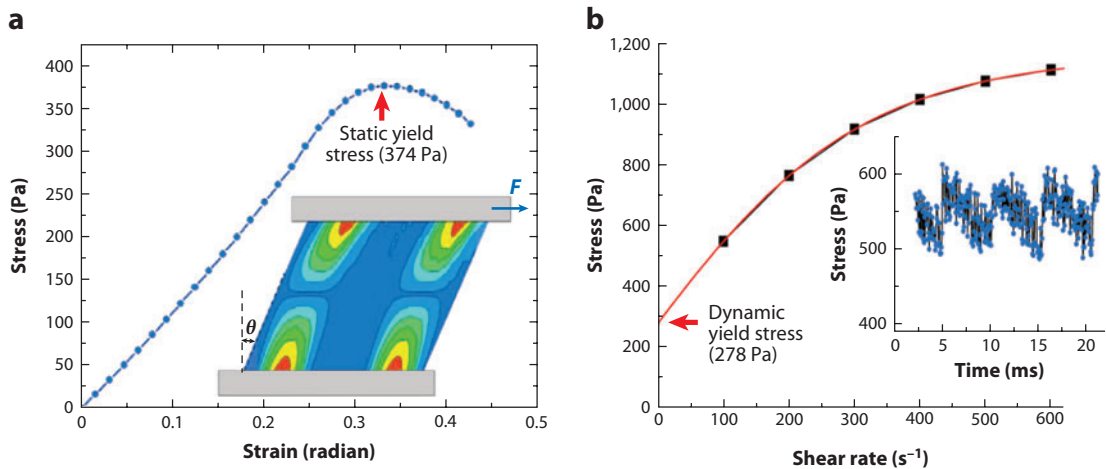 a
400
350
300
250
200
150
100
50
0
Stress (Pa)
0
0.1
0.2
0.3
0.4
0.5
Strain (radian)
Static yield
stress (374 Pa)
F
θ
b
1,200
1,000
800
600
400
200
0
Stress (Pa)
0
100
200
300
400
500
600
Shear rate (s⁻¹)
Dynamic
yield stress
(278 Pa)
600
500
400
Stress (Pa)
0
5
10
15
20
Time (ms)